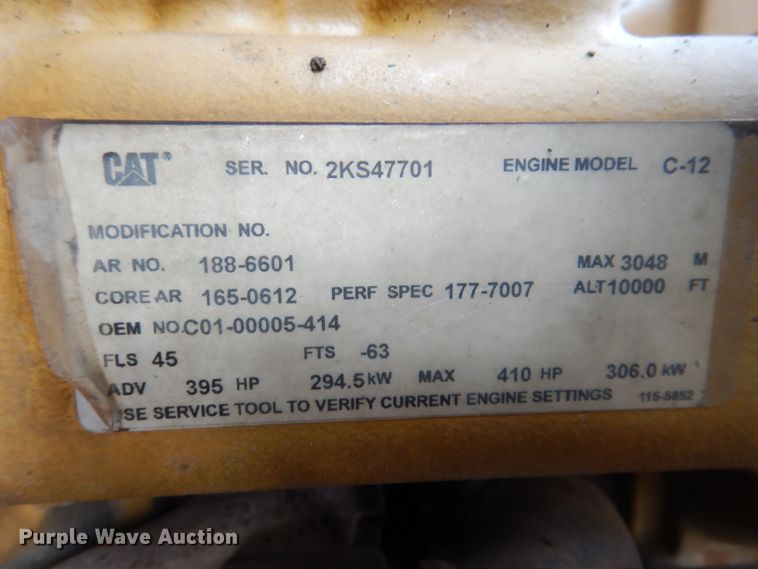 CAT® SER. NO. 2KS47701 ENGINE MODEL C-12
MODIFICATION NO.
AR NO. 188-6601 MAX 3048 M
CORE AR 165-0612 PERF SPEC 177-7007 ALT 10000 FT
OEM NO. C01-00005-414
FLS 45 FTS -63
ADV 395 HP 294.5 kW MAX 410 HP 306.0 kW
USE SERVICE TOOL TO VERIFY CURRENT ENGINE SETTINGS 115-5852
Purple Wave Auction